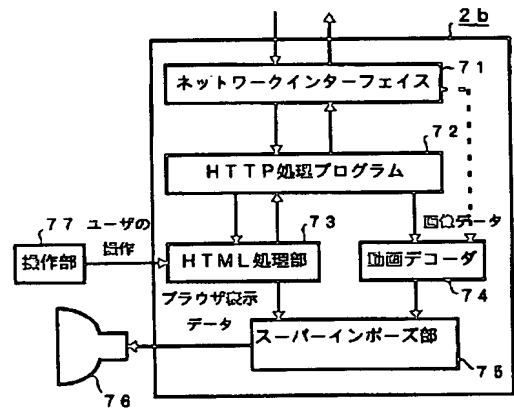 2b
ネットワークインターフェイス
71
HTTP処理プログラム
72
77
ユーザの
操作
操作部
HTML処理部
73
画像データ
動画デコーダ
74
ブラウザ表示
データ
スーパーインポーズ部
75
76